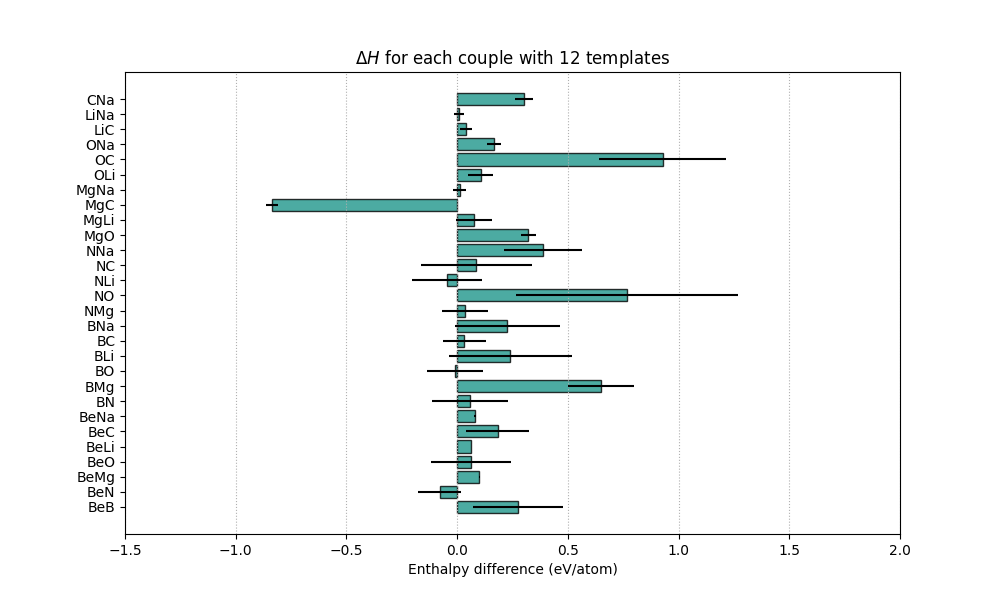 ΔH for each couple with 12 templates
CNa
LiNa
LiC
ONa
OC
OLi
MgNa
MgC
MgLi
MgO
NNa
NC
NLi
NO
NMg
BNa
BC
BLi
BO
BMg
BN
BeNa
BeC
BeLi
BeO
BeMg
BeN
BeB
−1.5 −1.0 −0.5 0.0 0.5 1.0 1.5 2.0
Enthalpy difference (eV/atom)